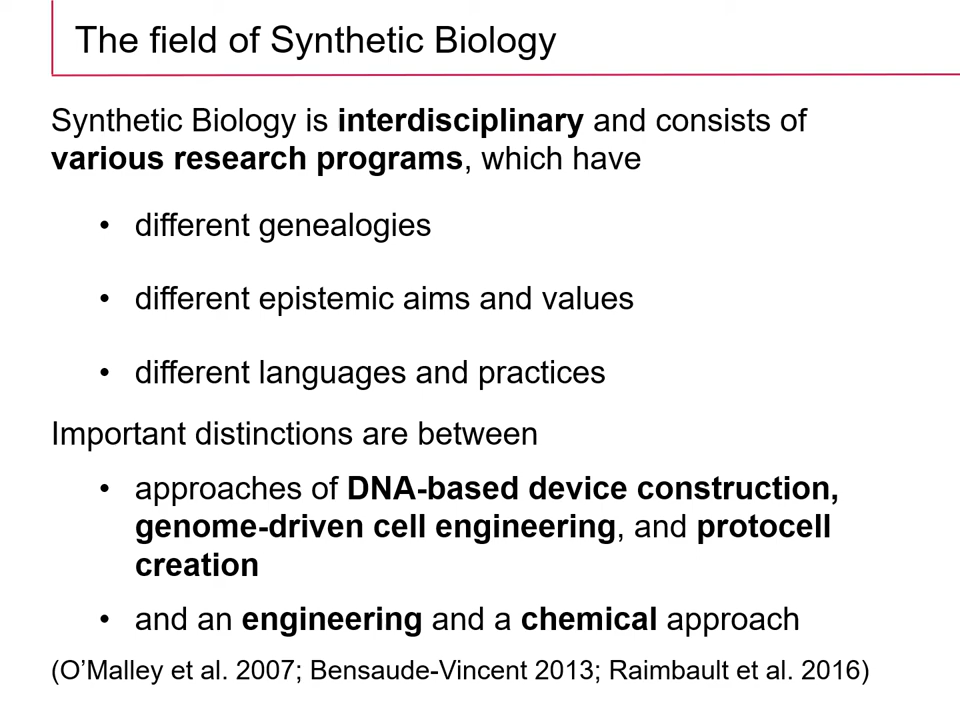 The field of Synthetic Biology
Synthetic Biology is interdisciplinary and consists of
various research programs, which have
• different genealogies
• different epistemic aims and values
• different languages and practices
Important distinctions are between
• approaches of DNA-based device construction,
genome-driven cell engineering, and protocell
creation
• and an engineering and a chemical approach
(O’Malley et al. 2007; Bensaude-Vincent 2013; Raimbault et al. 2016)